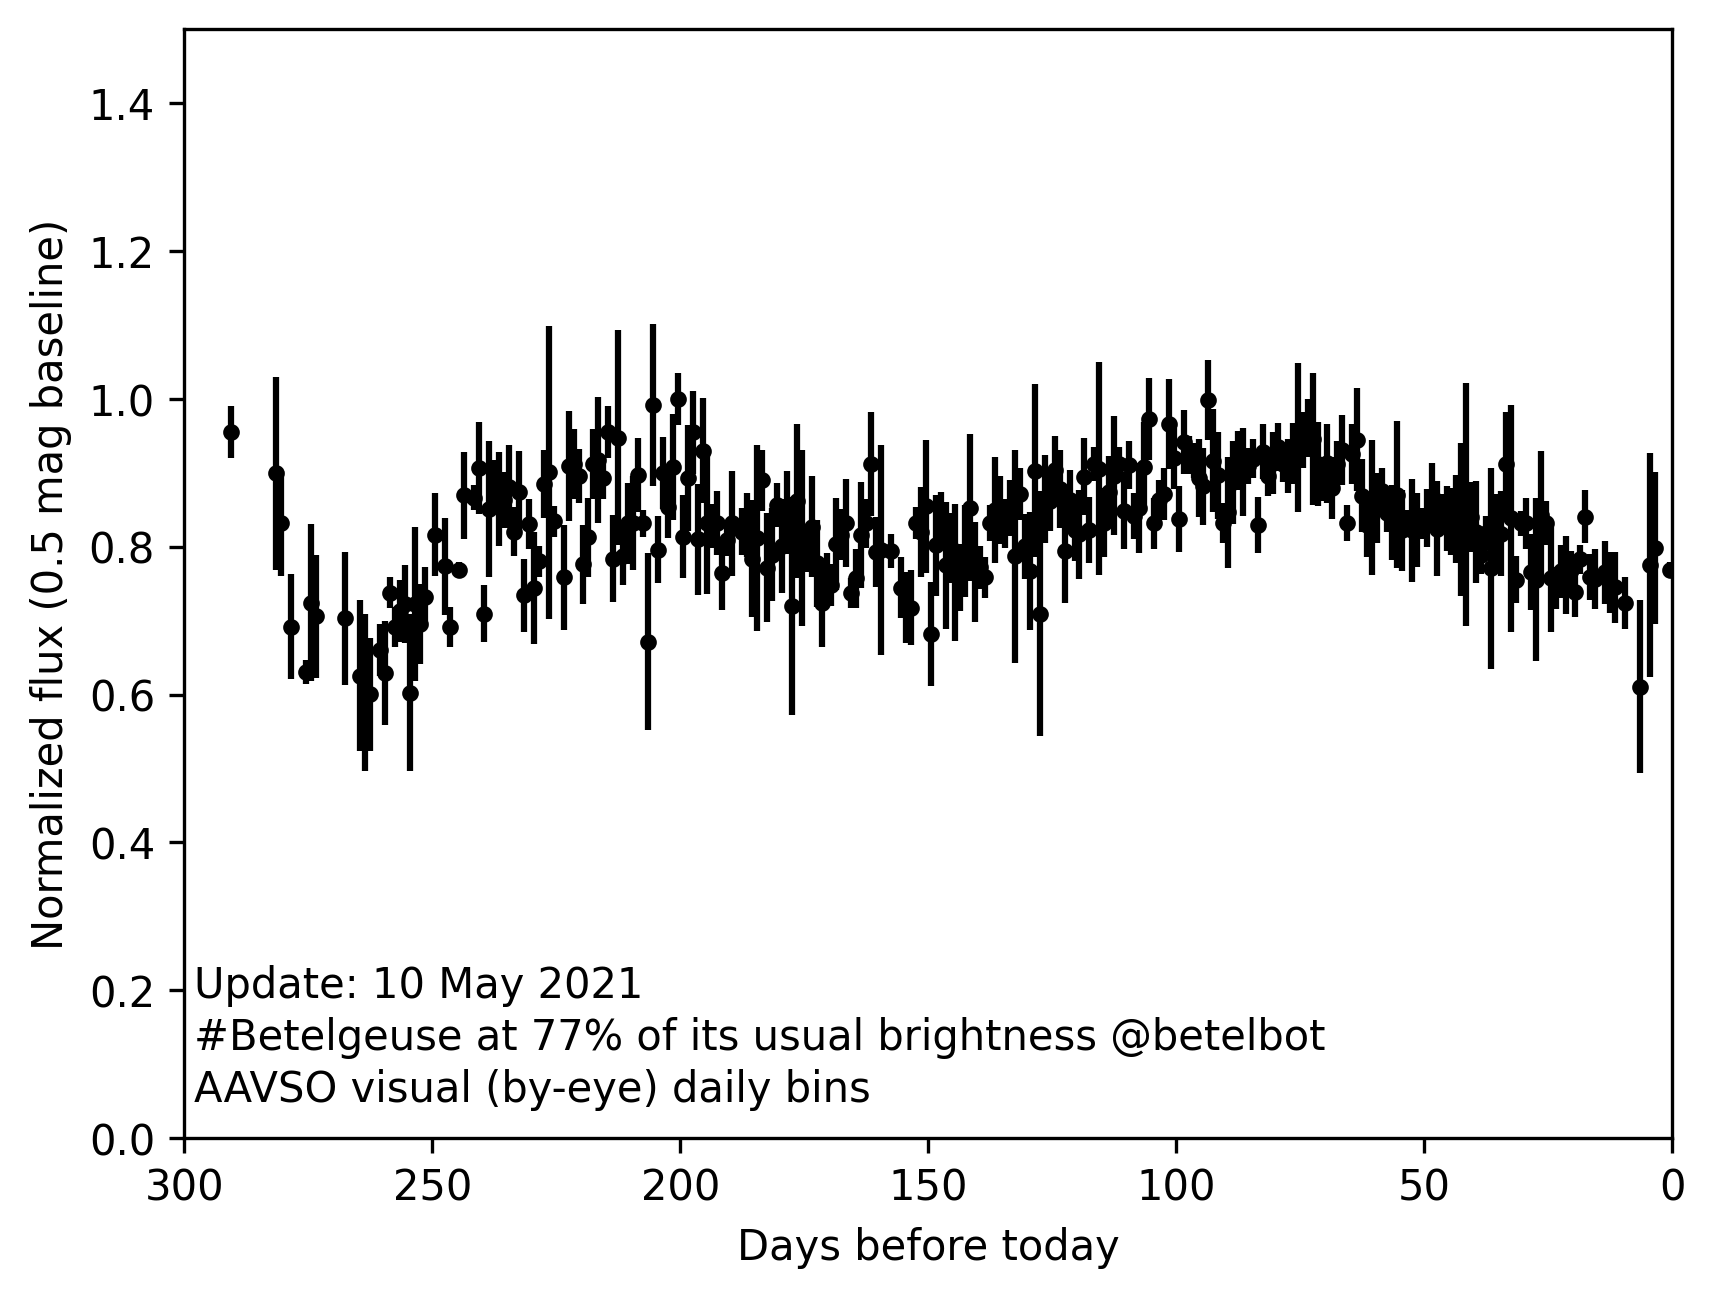 1.4
1.2
1.0
0.8
0.6
0.4
0.2
0.0
Normalized flux (0.5 mag baseline)
Update: 10 May 2021
#Betelgeuse at 77% of its usual brightness @betelbot
AAVSO visual (by-eye) daily bins
300 250 200 150 100 50 0
Days before today